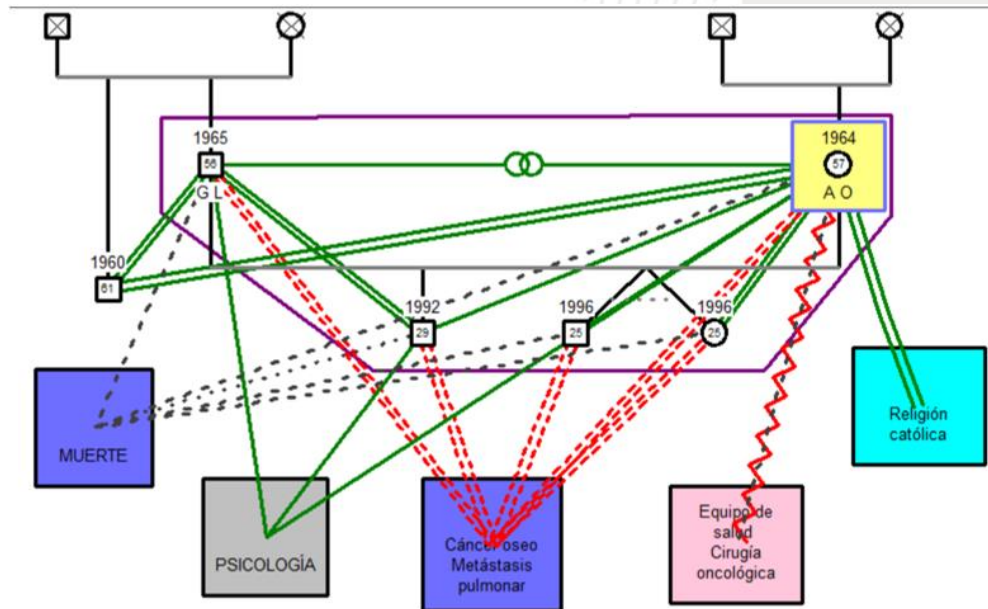 1965
56
G L
1964
57
A O
1960
61
1992
29
1996
25
1996
25
MUERTE
PSICOLOGÍA
Cáncer oseo
Metástasis
pulmonar
Equipo de
salud
Cirugía
oncológica
Religión
católica